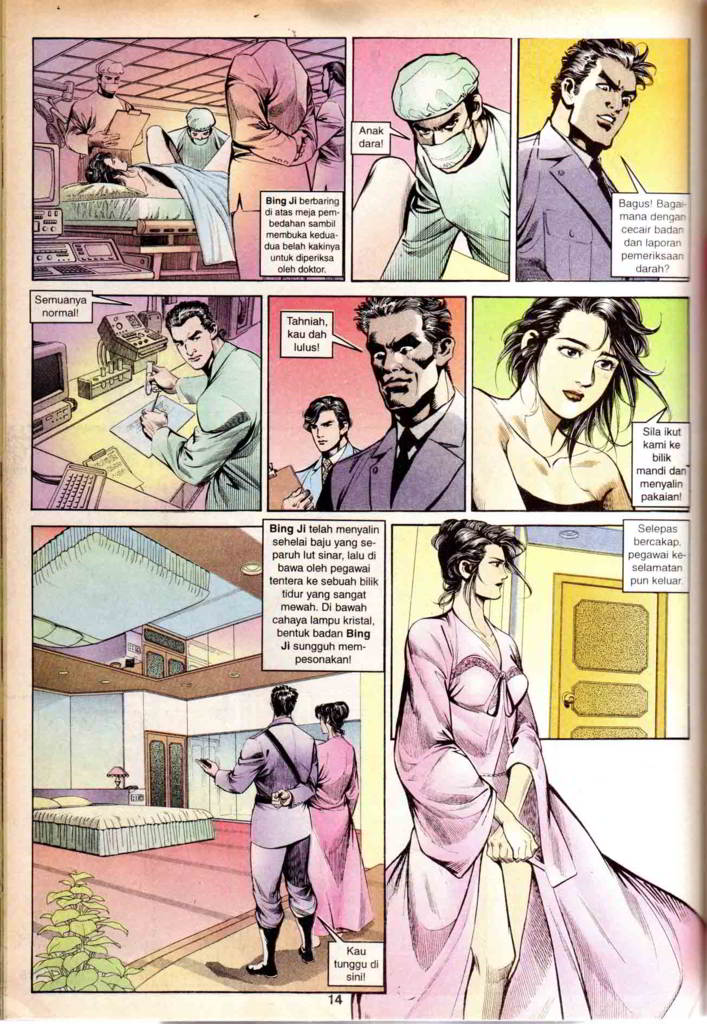 Bing Ji berbaring
di atas meja pem-
bedahan sambil
membuka kedua-
dua belah kakinya
untuk diperiksa
oleh doktor.
Anak
dara!
Bagus! Bagai-
mana dengan
cecair badan
dan laporan
pemeriksaan
darah?
Semuanya
normal!
Tahniah,
kau dah
lulus!
Sila ikut
kami ke
bilik
mandi dan
menyalin
pakaian!
Bing Ji telah menyalin
sehelai baju yang se-
paruh lut sinar, lalu di
bawa oleh pegawai
tentera ke sebuah bilik
tidur yang sangat
mewah. Di bawah
cahaya lampu kristal,
bentuk badan Bing
Ji sungguh mem-
pesonakan!
Kau
tunggu di
sini!
Selepas
bercakap,
pegawai ke-
selamatan
pun keluar.
14